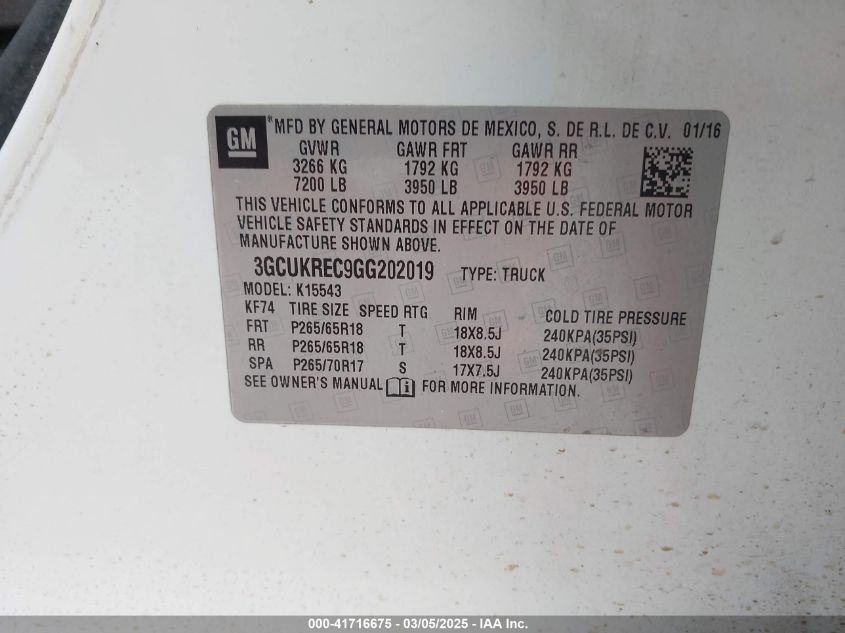 GM ® MFD BY GENERAL MOTORS DE MEXICO, S. DE R.L. DE C.V. 01/16
GVWR GAWR FRT GAWR RR
3266 KG 1792 KG 1792 KG
7200 LB 3950 LB 3950 LB
THIS VEHICLE CONFORMS TO ALL APPLICABLE U.S. FEDERAL MOTOR
VEHICLE SAFETY STANDARDS IN EFFECT ON THE DATE OF
MANUFACTURE SHOWN ABOVE.
3GCUKREC9GG202019 TYPE: TRUCK
MODEL: K15543
KF74 TIRE SIZE SPEED RTG RIM COLD TIRE PRESSURE
FRT P265/65R18 T 18X8.5J 240KPA(35PSI)
RR P265/65R18 T 18X8.5J 240KPA(35PSI)
SPA P265/70R17 S 17X7.5J 240KPA(35PSI)
SEE OWNER'S MANUAL FOR MORE INFORMATION.
000-41716675 - 03/05/2025 - IAA Inc.